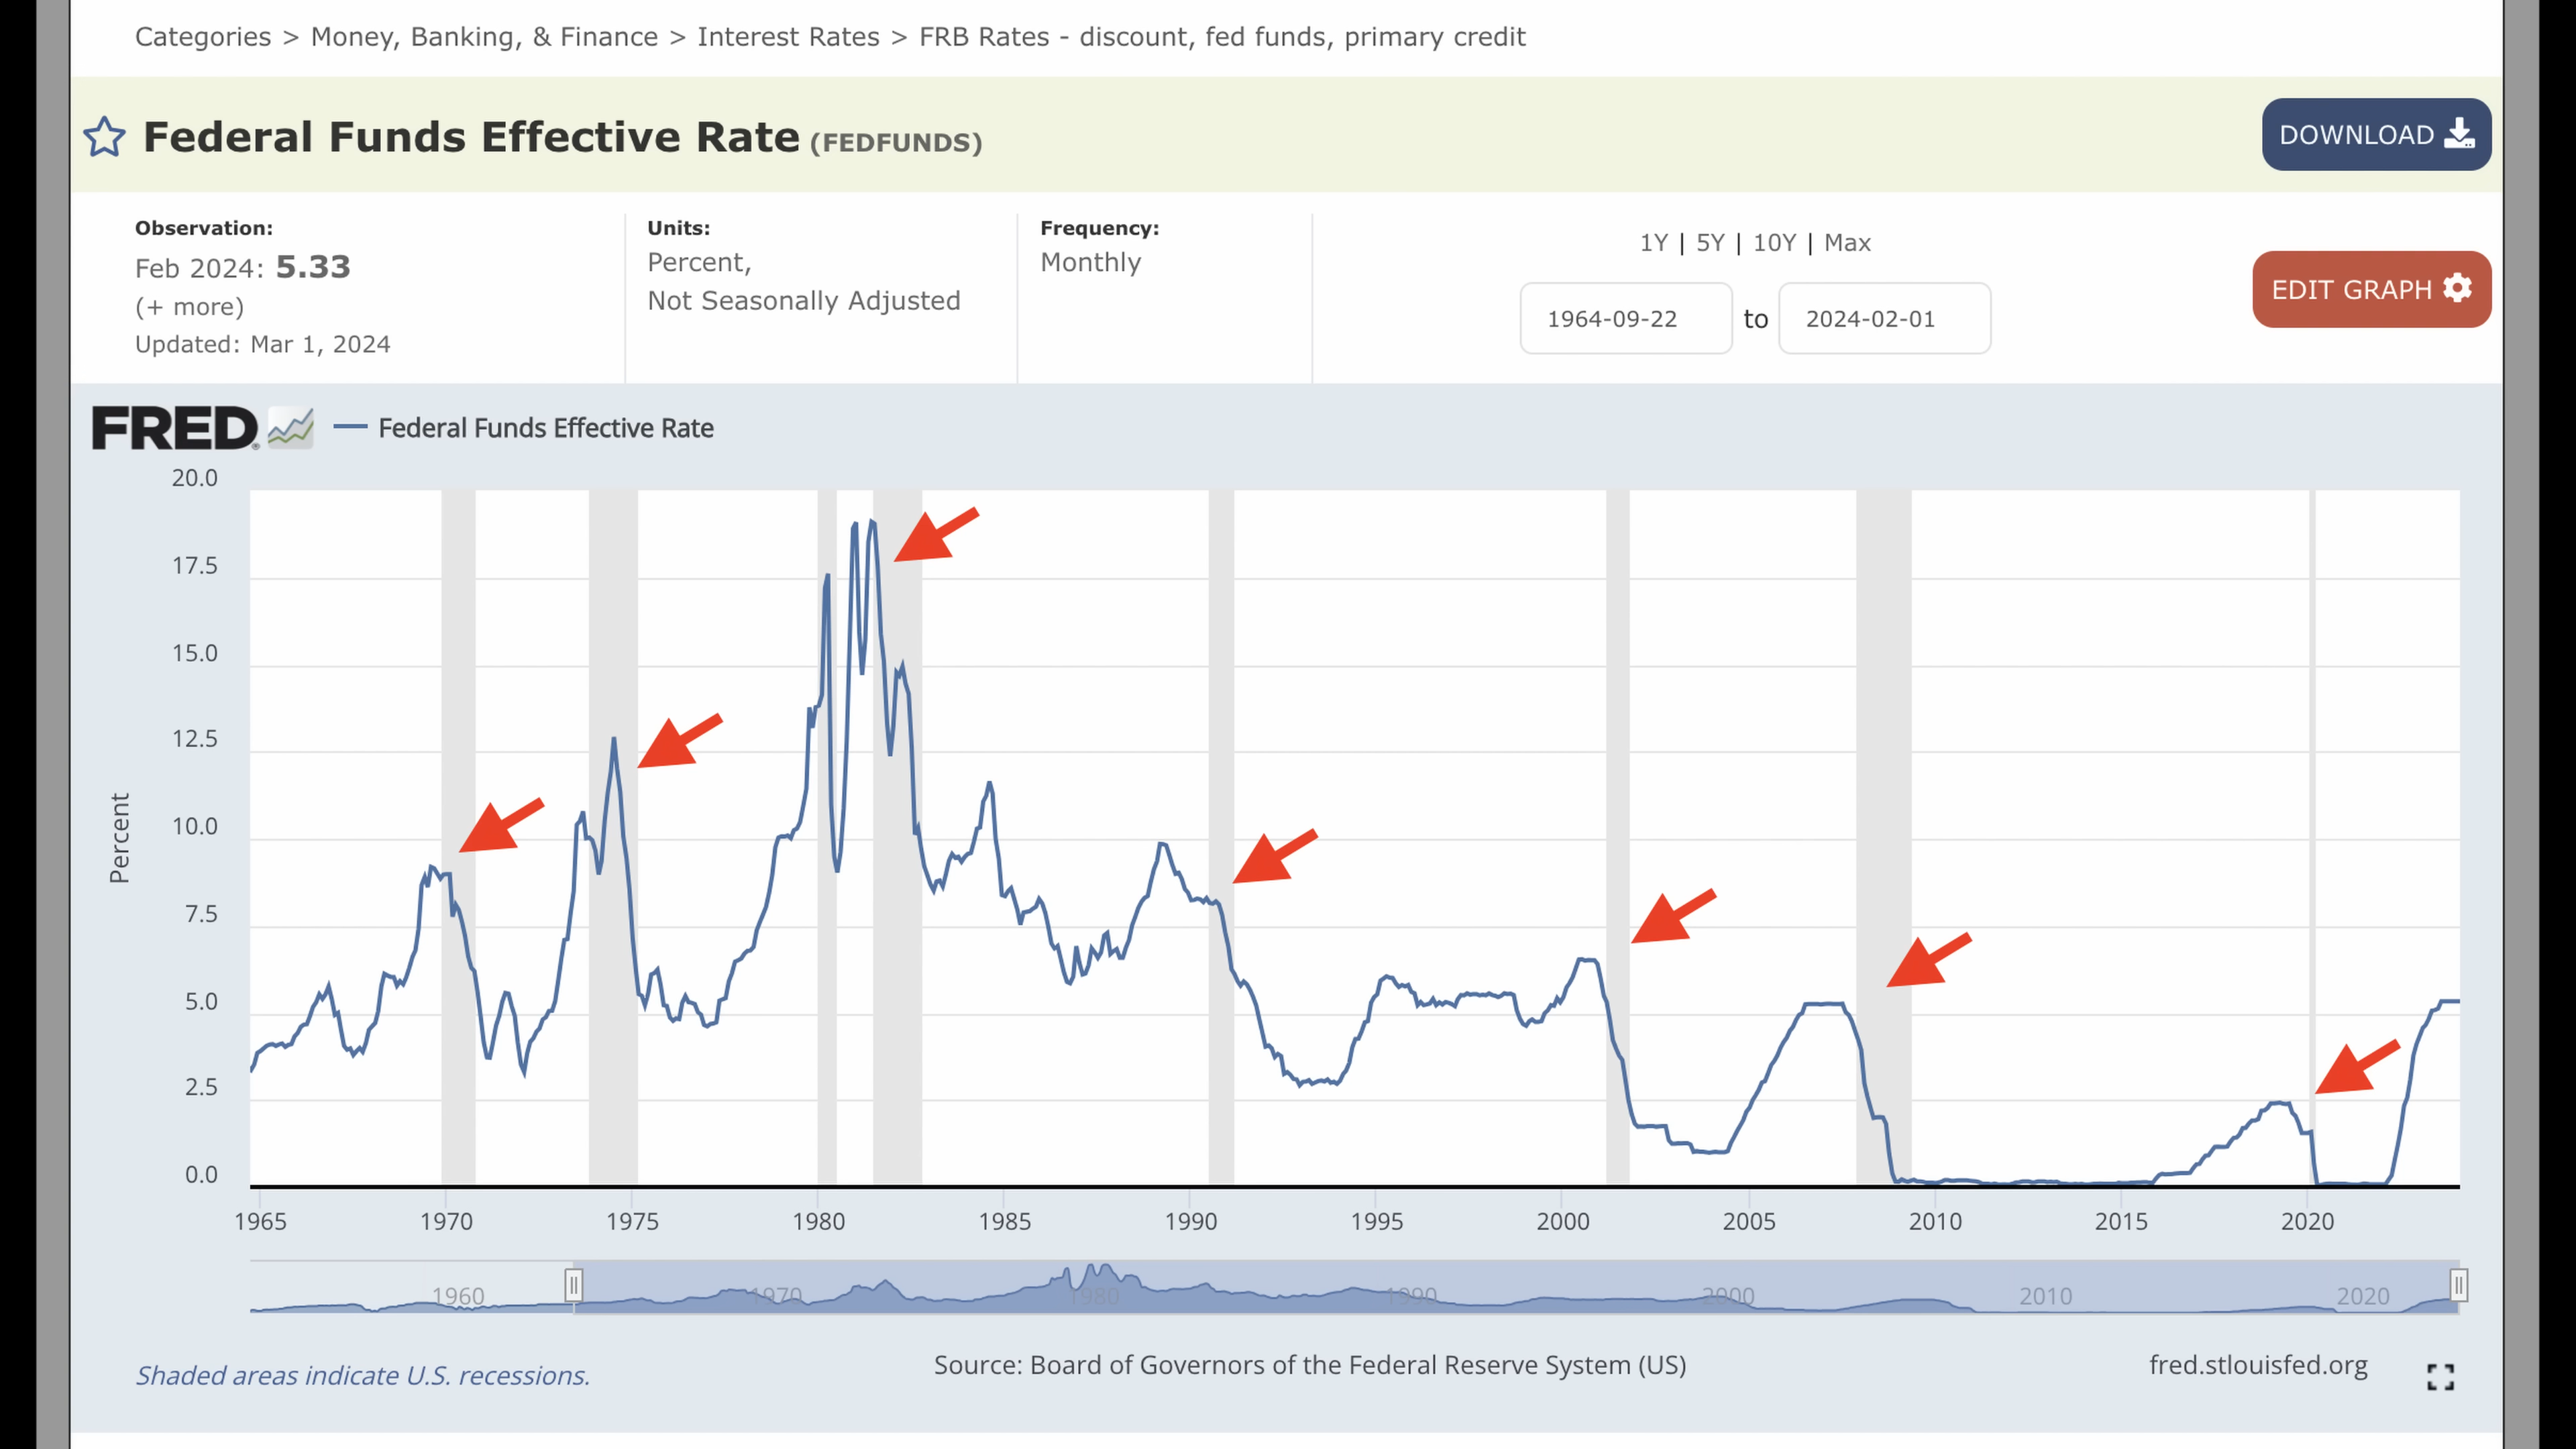 Categories > Money, Banking, & Finance > Interest Rates > FRB Rates - discount, fed funds, primary credit
Federal Funds Effective Rate (FEDFUNDS)
DOWNLOAD
Observation:
Feb 2024: 5.33
(+ more)
Updated: Mar 1, 2024
Units:
Percent,
Not Seasonally Adjusted
Frequency:
Monthly
1Y | 5Y | 10Y | Max
1964-09-22 to 2024-02-01
EDIT GRAPH
FRED® — Federal Funds Effective Rate
20.0
17.5
15.0
12.5
10.0
7.5
5.0
2.5
0.0
Percent
1965 1970 1975 1980 1985 1990 1995 2000 2005 2010 2015 2020
1960 1970 1980 1990 2000 2010 2020
Shaded areas indicate U.S. recessions.
Source: Board of Governors of the Federal Reserve System (US)
fred.stlouisfed.org